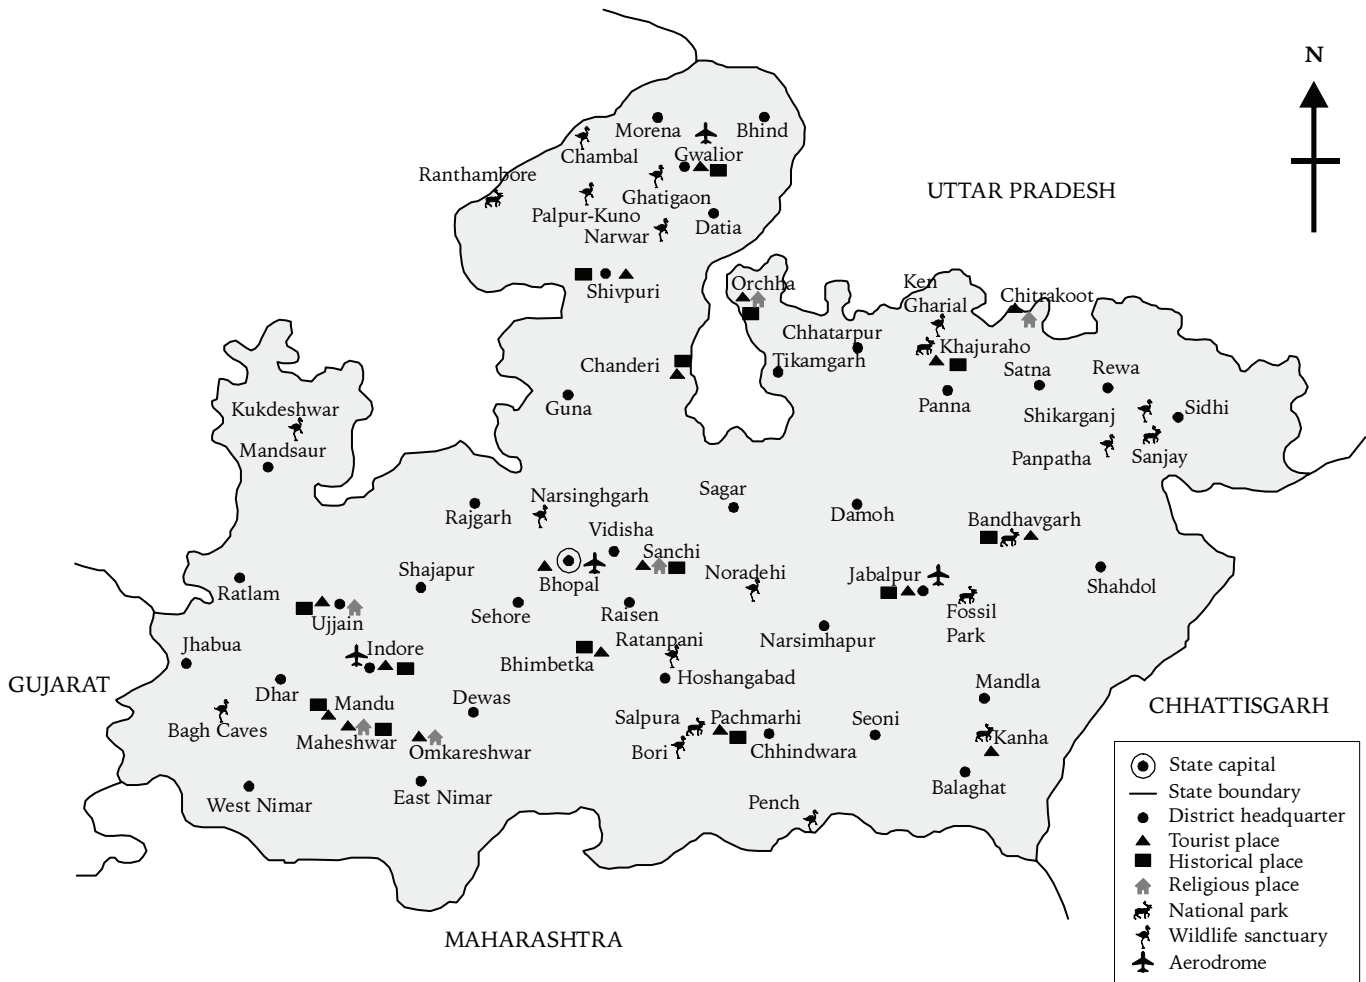 N
Morena
Bhind
Chambal
Gwalior
Ranthambore
Ghatigaon
UTTAR PRADESH
Palpur-Kuno
Datia
Narwar
Shivpuri
Orchha
Ken
Gharial
Chitrakoot
Chhatarpur
Khajuraho
Chanderi
Tikamgarh
Satna
Rewa
Guna
Panna
Kukdeshwar
Shikarganj
Sidhi
Mandsaur
Panpatha
Sanjay
Sagar
Narsinghgarh
Rajgarh
Damoh
Bandhavgarh
Vidisha
Sanchi
Shajapur
Bhopal
Noradehi
Jabalpur
Shahdol
Ratlam
Sehore
Raisen
Fossil
Park
Ujjain
Jhabua
Indore
Ratanpani
Narsimhapur
Bhimbetka
Hoshangabad
GUJARAT
Dhar
Mandla
Mandu
Dewas
CHHATTISGARH
Bagh Caves
Maheshwar
Salpura
Pachmarhi
Seoni
Omkareshwar
Bori
Chhindwara
Kanha
Balaghat
West Nimar
East Nimar
Pench
MAHARASHTRA
State capital
State boundary
District headquarter
Tourist place
Historical place
Religious place
National park
Wildlife sanctuary
Aerodrome